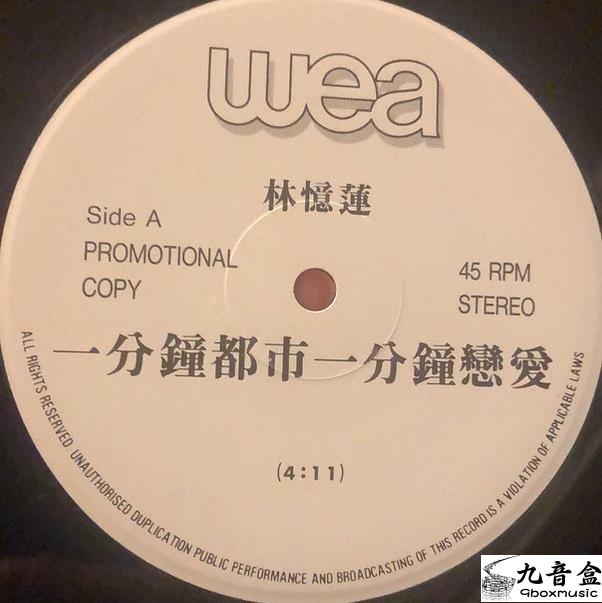 wea
林憶蓮
Side A
PROMOTIONAL
COPY
45 RPM
STEREO
一分鐘都市一分鐘戀愛
(4:11)
ALL RIGHTS RESERVED. UNAUTHORISED DUPLICATION PUBLIC PERFORMANCE AND BROADCASTING OF THIS RECORD IS A VIOLATION OF APPLICABLE LAWS
九音盒
9boxmusic